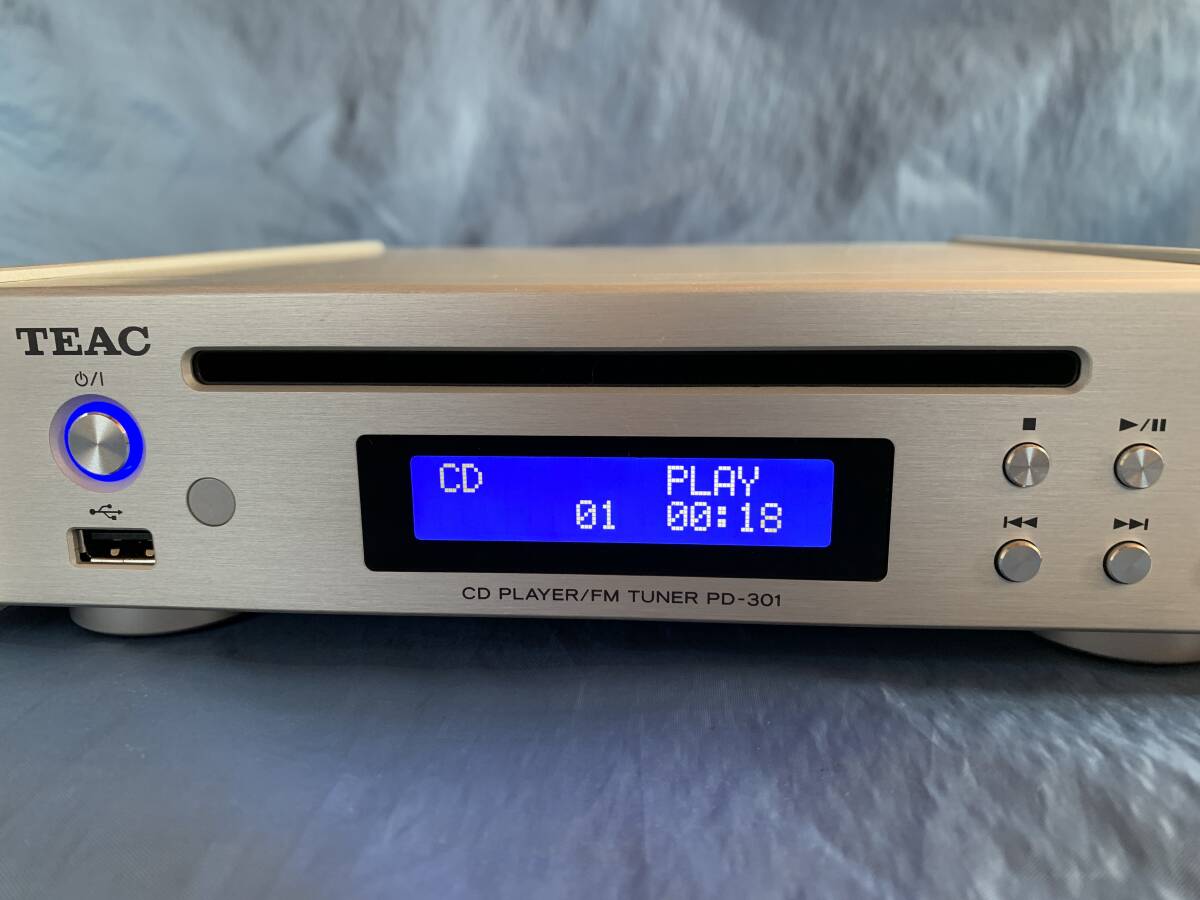 TEAC
⏻/I
CD PLAY
01 00:18
CD PLAYER/FM TUNER PD-301